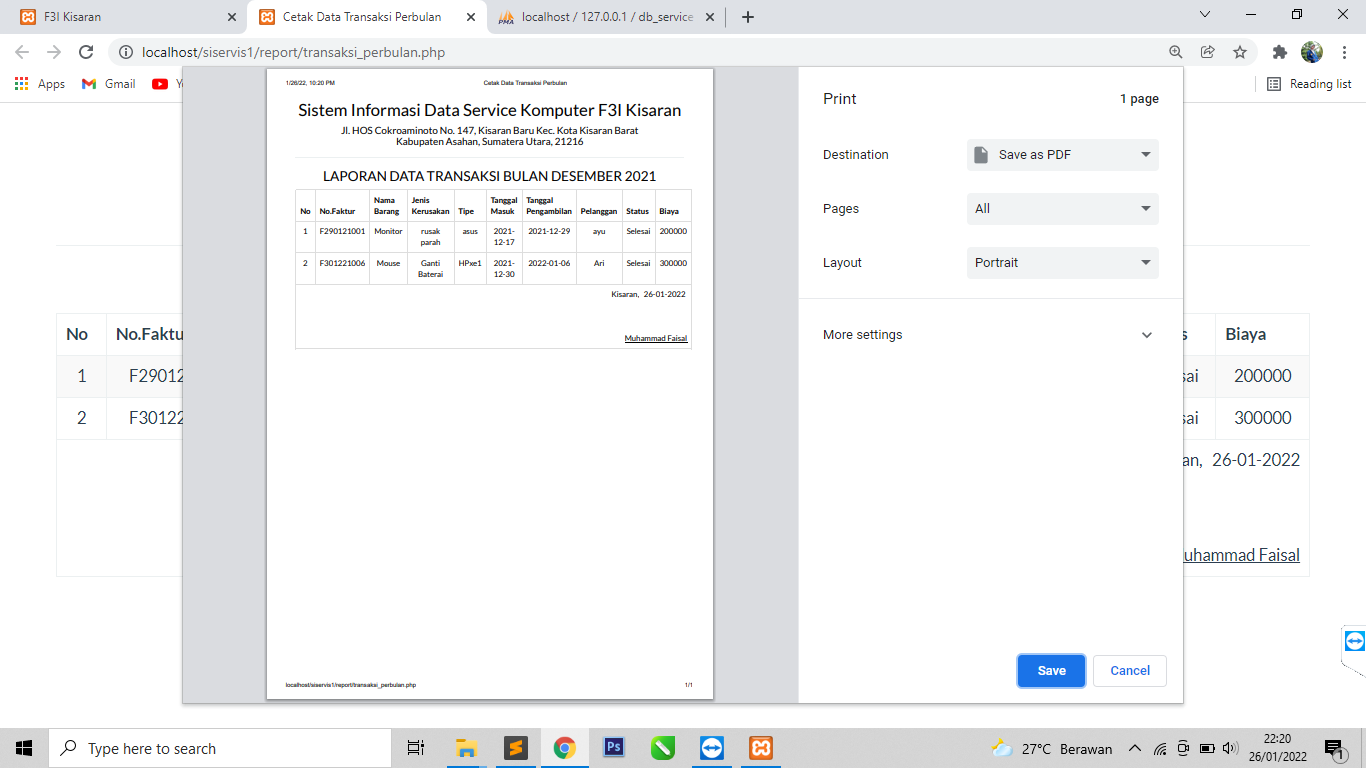 F3I Kisaran
Cetak Data Transaksi Perbulan
localhost / 127.0.0.1 / db_service
localhost/siservis1/report/transaksi_perbulan.php
Apps
Gmail
Y
Reading list
1/26/22, 10:20 PM Cetak Data Transaksi Perbulan
Sistem Informasi Data Service Komputer F3I Kisaran
Jl. HOS Cokroaminoto No. 147, Kisaran Baru Kec. Kota Kisaran Barat
Kabupaten Asahan, Sumatera Utara, 21216
LAPORAN DATA TRANSAKSI BULAN DESEMBER 2021
No No.Faktur Nama Barang Jenis Kerusakan Tipe Tanggal Masuk Tanggal Pengambilan Pelanggan Status Biaya
1 F290121001 Monitor rusak parah asus 2021-12-17 2021-12-29 ayu Selesai 200000
2 F301221006 Mouse Ganti Baterai HPxe1 2021-12-30 2022-01-06 Ari Selesai 300000
Kisaran, 26-01-2022
Muhammad Faisal
localhost/siservis1/report/transaksi_perbulan.php 1/1
Print 1 page
Destination Save as PDF
Pages All
Layout Portrait
More settings
Save Cancel
No No.Faktu s Biaya
1 F29012 sai 200000
2 F30122 sai 300000
an, 26-01-2022
uhammad Faisal
Type here to search
Ps
27°C Berawan
22:20
26/01/2022
1